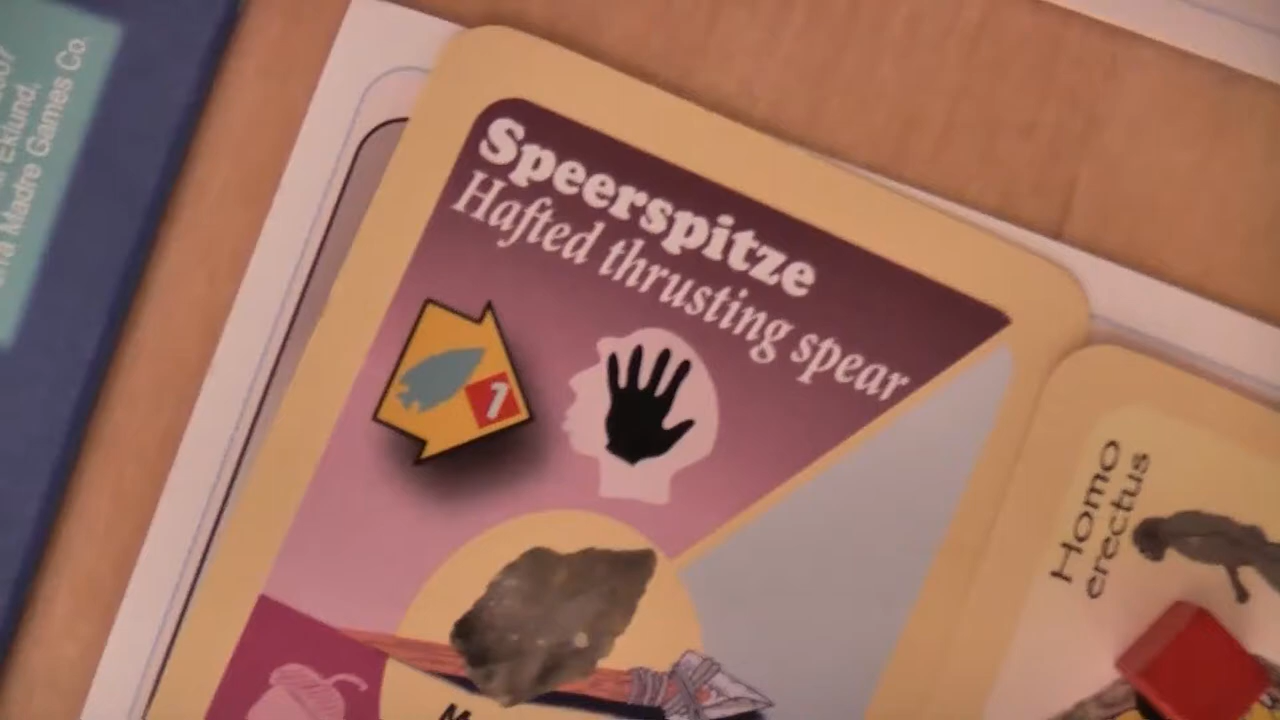 Eklund,
Madre Games Co.
Speerspitze
Hafted thrusting spear
1
Homo
erectus